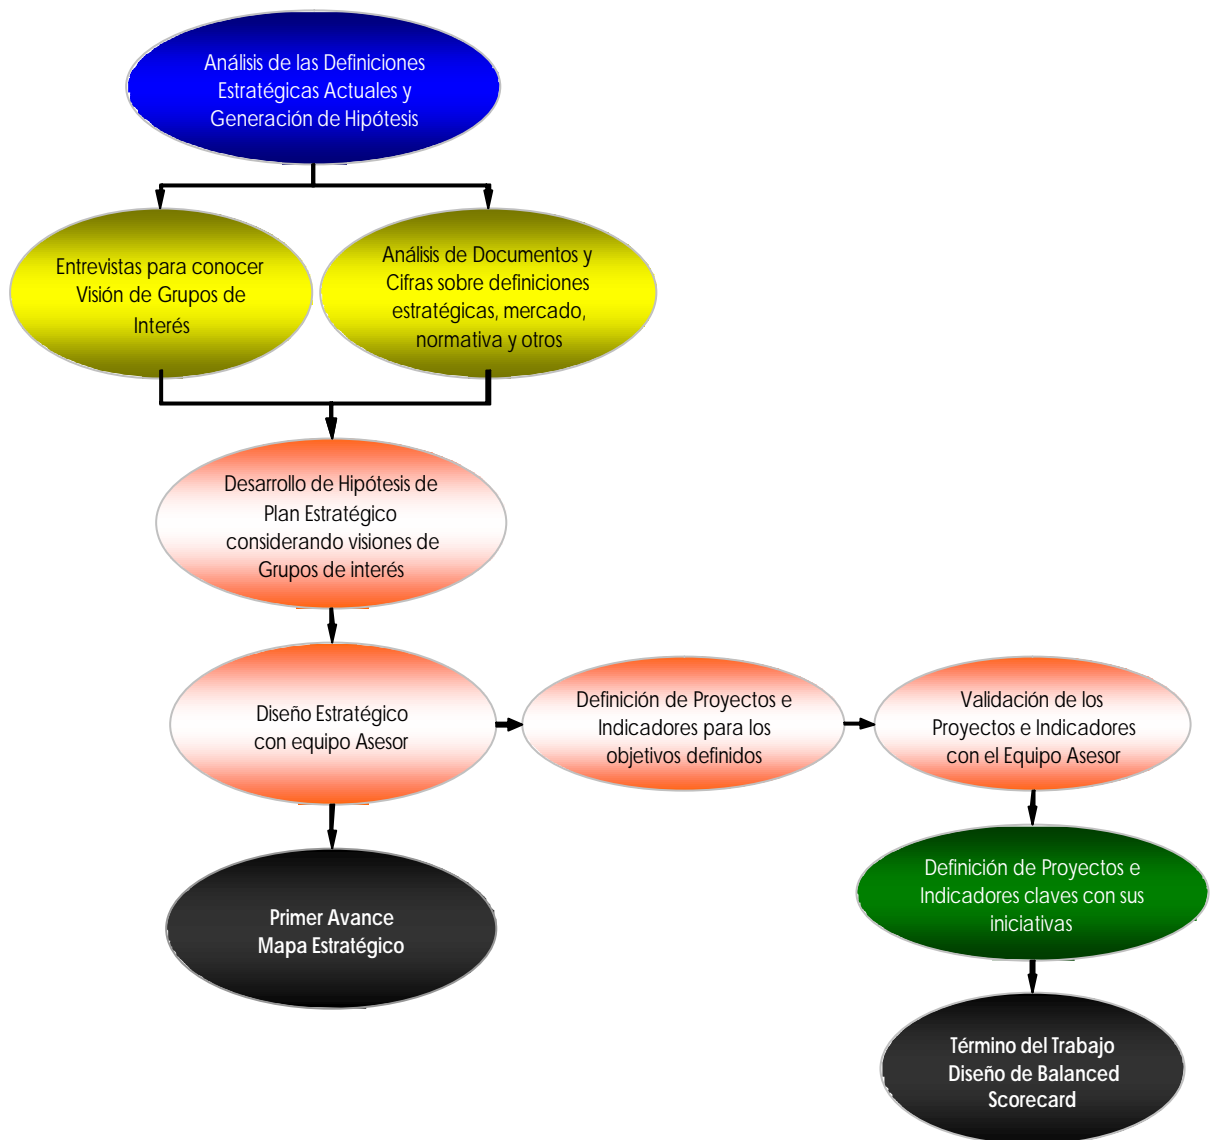 Análisis de las Definiciones
Estratégicas Actuales y
Generación de Hipótesis
Entrevistas para conocer
Visión de Grupos de
Interés
Análisis de Documentos y
Cifras sobre definiciones
estratégicas, mercado,
normativa y otros
Desarrollo de Hipótesis de
Plan Estratégico
considerando visiones de
Grupos de interés
Diseño Estratégico
con equipo Asesor
Definición de Proyectos e
Indicadores para los
objetivos definidos
Validación de los
Proyectos e Indicadores
con el Equipo Asesor
Primer Avance
Mapa Estratégico
Definición de Proyectos e
Indicadores claves con sus
iniciativas
Término del Trabajo
Diseño de Balanced
Scorecard